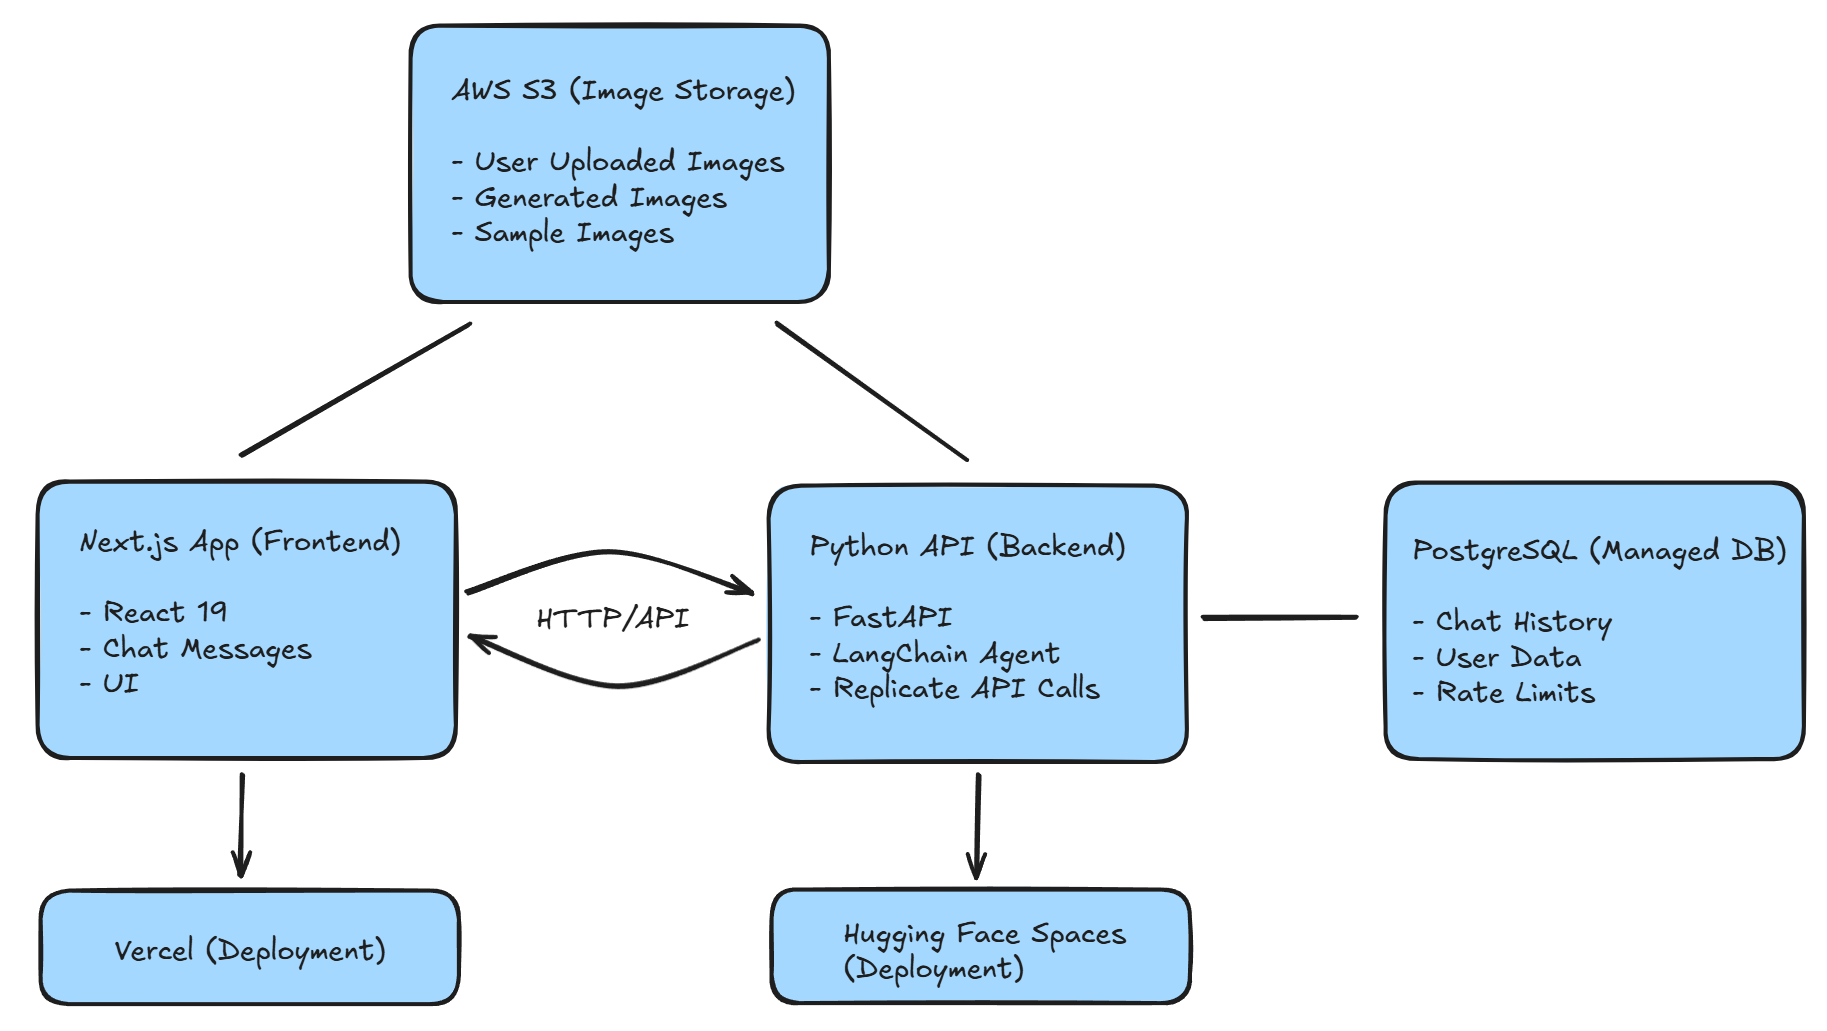 AWS S3 (Image Storage)
- User Uploaded Images
- Generated Images
- Sample Images
Next.js App (Frontend)
- React 19
- Chat Messages
- UI
HTTP/API
Python API (Backend)
- FastAPI
- LangChain Agent
- Replicate API Calls
PostgreSQL (Managed DB)
- Chat History
- User Data
- Rate Limits
Vercel (Deployment)
Hugging Face Spaces
(Deployment)